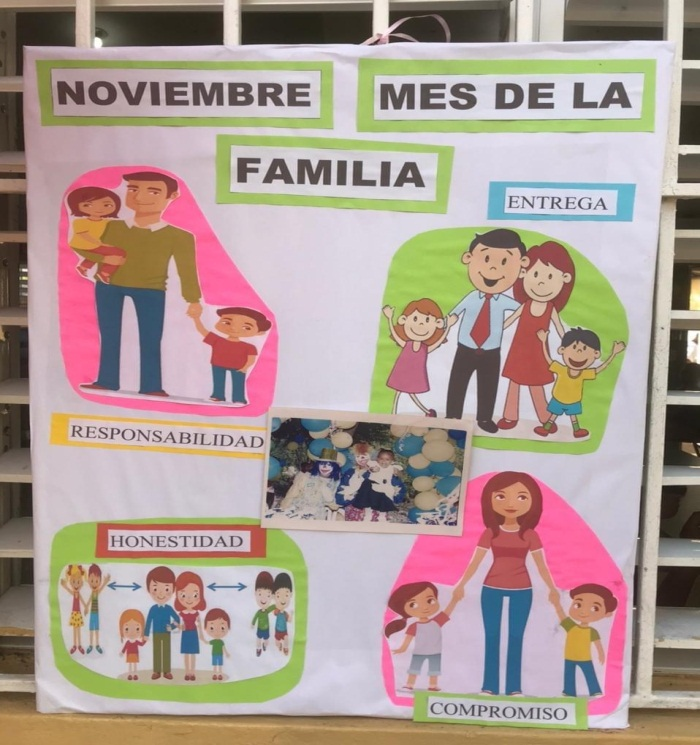 NOVIEMBRE MES DE LA
FAMILIA
ENTREGA
RESPONSABILIDAD
HONESTIDAD
COMPROMISO